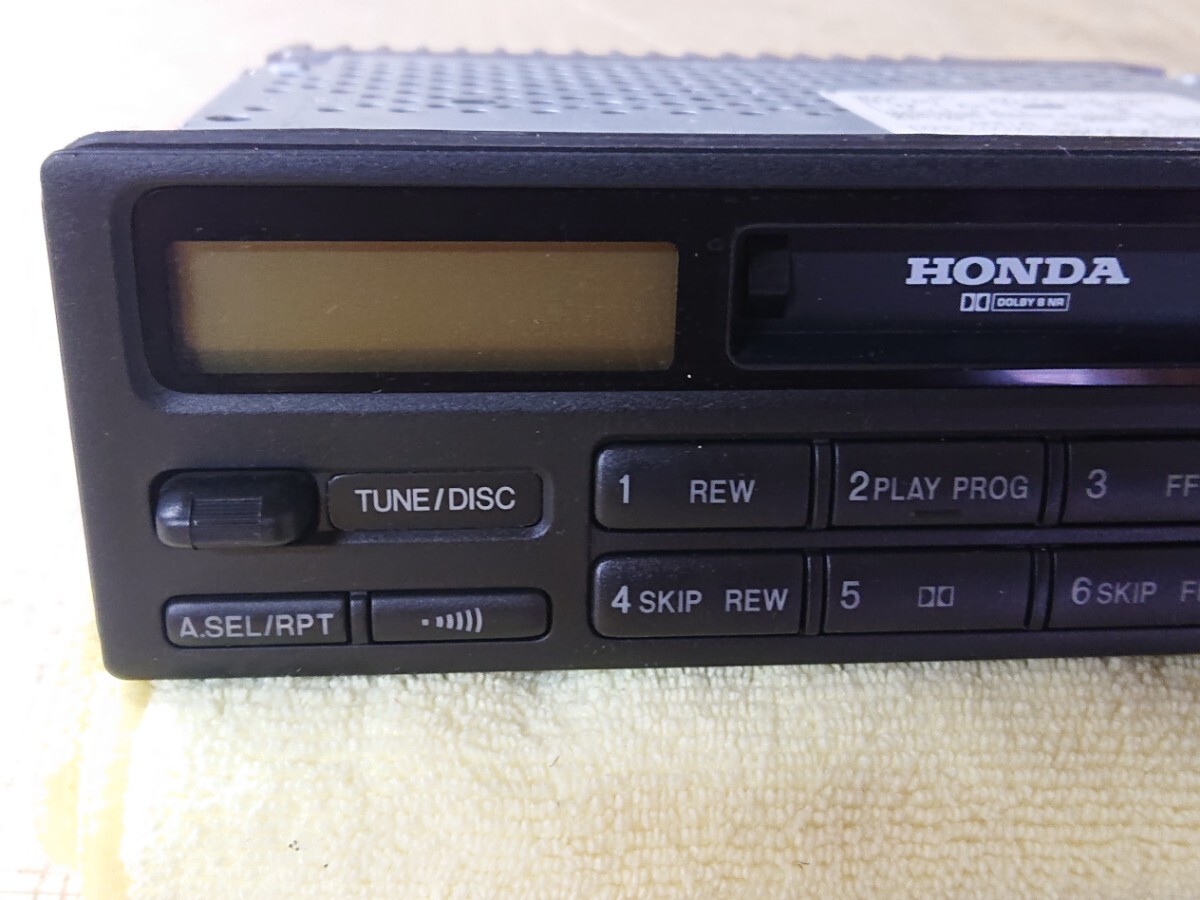 HONDA
DOLBY B NR
TUNE/DISC
1 REW
2 PLAY PROG
3 FF
A.SEL/RPT
4 SKIP REW
5
6 SKIP